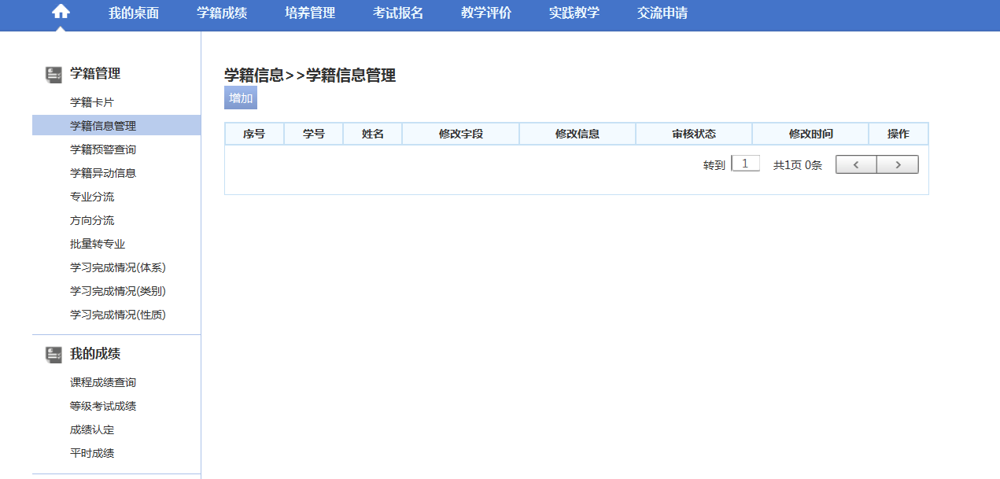 我的桌面 学籍成绩 培养管理 考试报名 教学评价 实践教学 交流申请
学籍管理
学籍卡片
学籍信息管理
学籍预警查询
学籍异动信息
专业分流
方向分流
批量转专业
学习完成情况(体系)
学习完成情况(类别)
学习完成情况(性质)
我的成绩
课程成绩查询
等级考试成绩
成绩认定
平时成绩
学籍信息>>学籍信息管理
增加
序号 学号 姓名 修改字段 修改信息 审核状态 修改时间 操作
转到 1 共1页 0条 < >